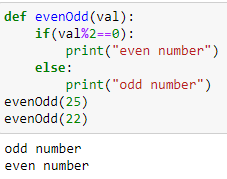 def evenOdd(val):
    if(val%2==0):
        print("even number")
    else:
        print("odd number")
evenOdd(25)
evenOdd(22)
odd number
even number